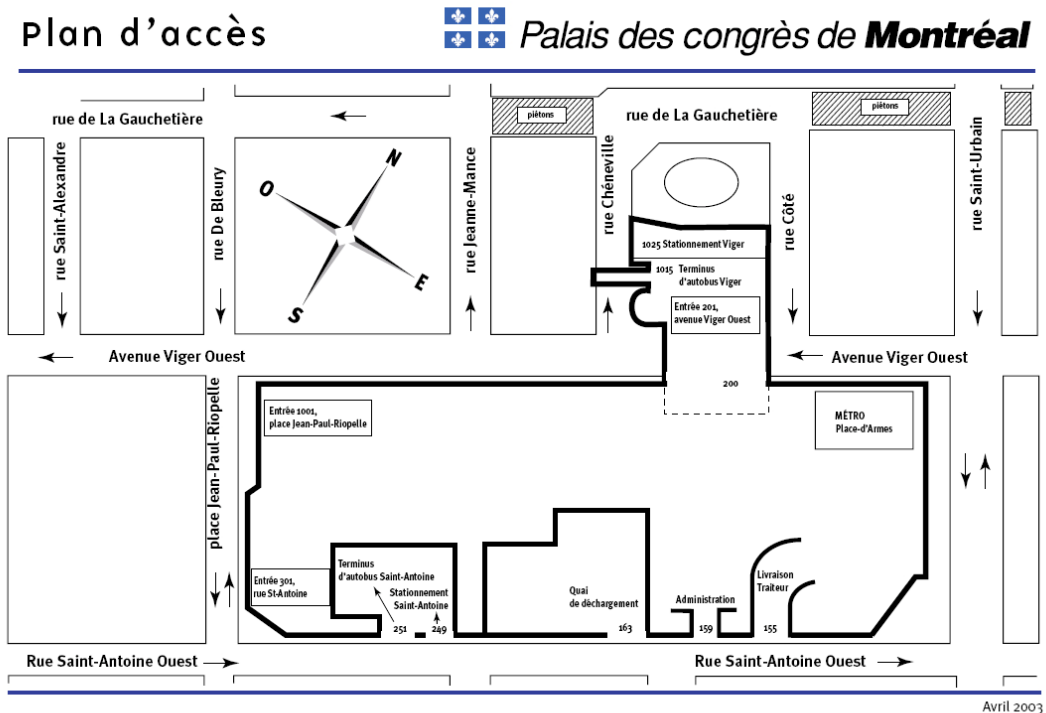 Plan d'accès
Palais des congrès de Montréal
rue de La Gauchetière
piétons
rue de La Gauchetière
piétons
rue Saint-Alexandre
rue De Bleury
rue Jeanne-Mance
rue Chéneville
rue Côté
rue Saint-Urbain
N
O
E
S
1025 Stationnement Viger
1015 Terminus
d'autobus Viger
Entrée 201,
avenue Viger Ouest
Avenue Viger Ouest
Avenue Viger Ouest
200
place Jean-Paul-Riopelle
Entrée 1001,
place Jean-Paul-Riopelle
MÉTRO
Place-d'Armes
Terminus
d'autobus Saint-Antoine
Stationnement
Saint-Antoine
Entrée 301,
rue St-Antoine
251
249
Quai
de déchargement
163
Administration
159
Livraison
Traiteur
155
Rue Saint-Antoine Ouest
Rue Saint-Antoine Ouest
Avril 2003